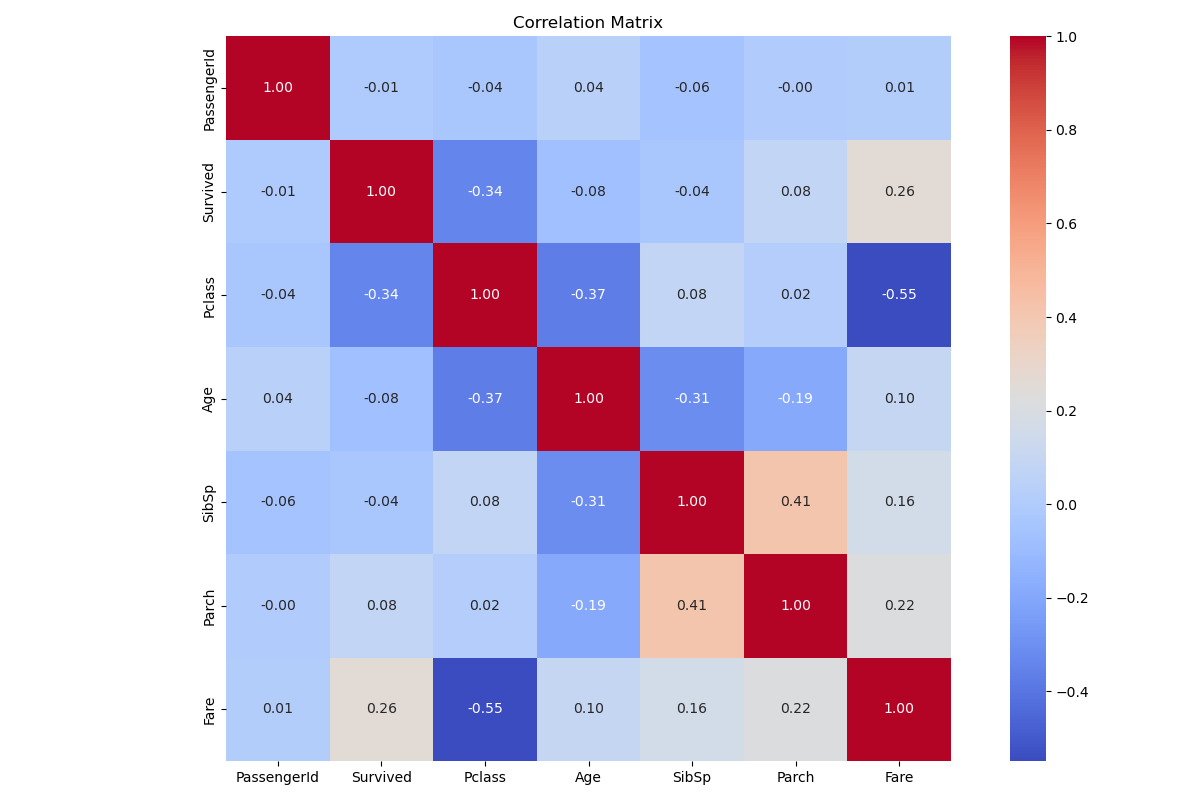 Correlation Matrix
PassengerId 1.00 -0.01 -0.04 0.04 -0.06 -0.00 0.01
Survived -0.01 1.00 -0.34 -0.08 -0.04 0.08 0.26
Pclass -0.04 -0.34 1.00 -0.37 0.08 0.02 -0.55
Age 0.04 -0.08 -0.37 1.00 -0.31 -0.19 0.10
SibSp -0.06 -0.04 0.08 -0.31 1.00 0.41 0.16
Parch -0.00 0.08 0.02 -0.19 0.41 1.00 0.22
Fare 0.01 0.26 -0.55 0.10 0.16 0.22 1.00
PassengerId Survived Pclass Age SibSp Parch Fare
1.0
0.8
0.6
0.4
0.2
0.0
−0.2
−0.4